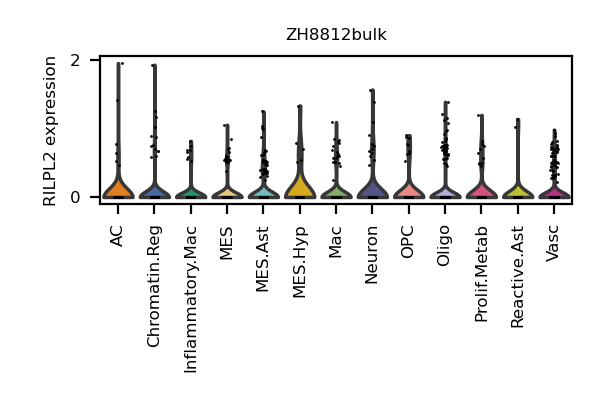 ZH8812bulk
RILPL2 expression
2
0
AC
Chromatin.Reg
Inflammatory.Mac
MES
MES.Ast
MES.Hyp
Mac
Neuron
OPC
Oligo
Prolif.Metab
Reactive.Ast
Vasc